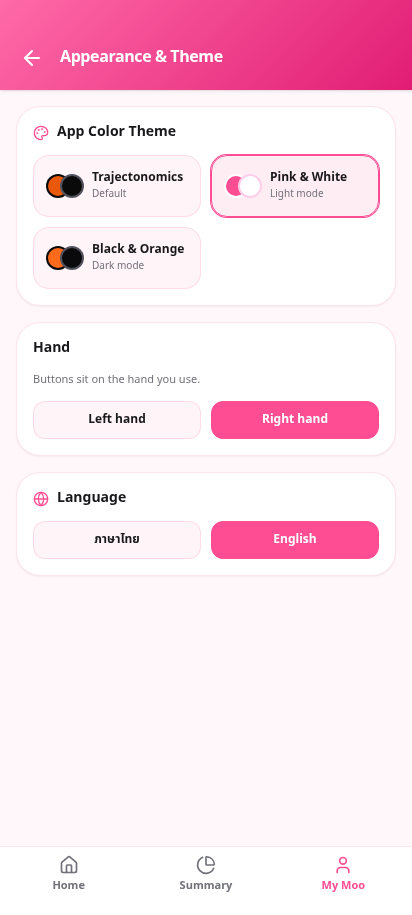 Appearance & Theme
App Color Theme
Trajectonomics
Default
Pink & White
Light mode
Black & Orange
Dark mode
Hand
Buttons sit on the hand you use.
Left hand
Right hand
Language
ภาษาไทย
English
Home
Summary
My Moo